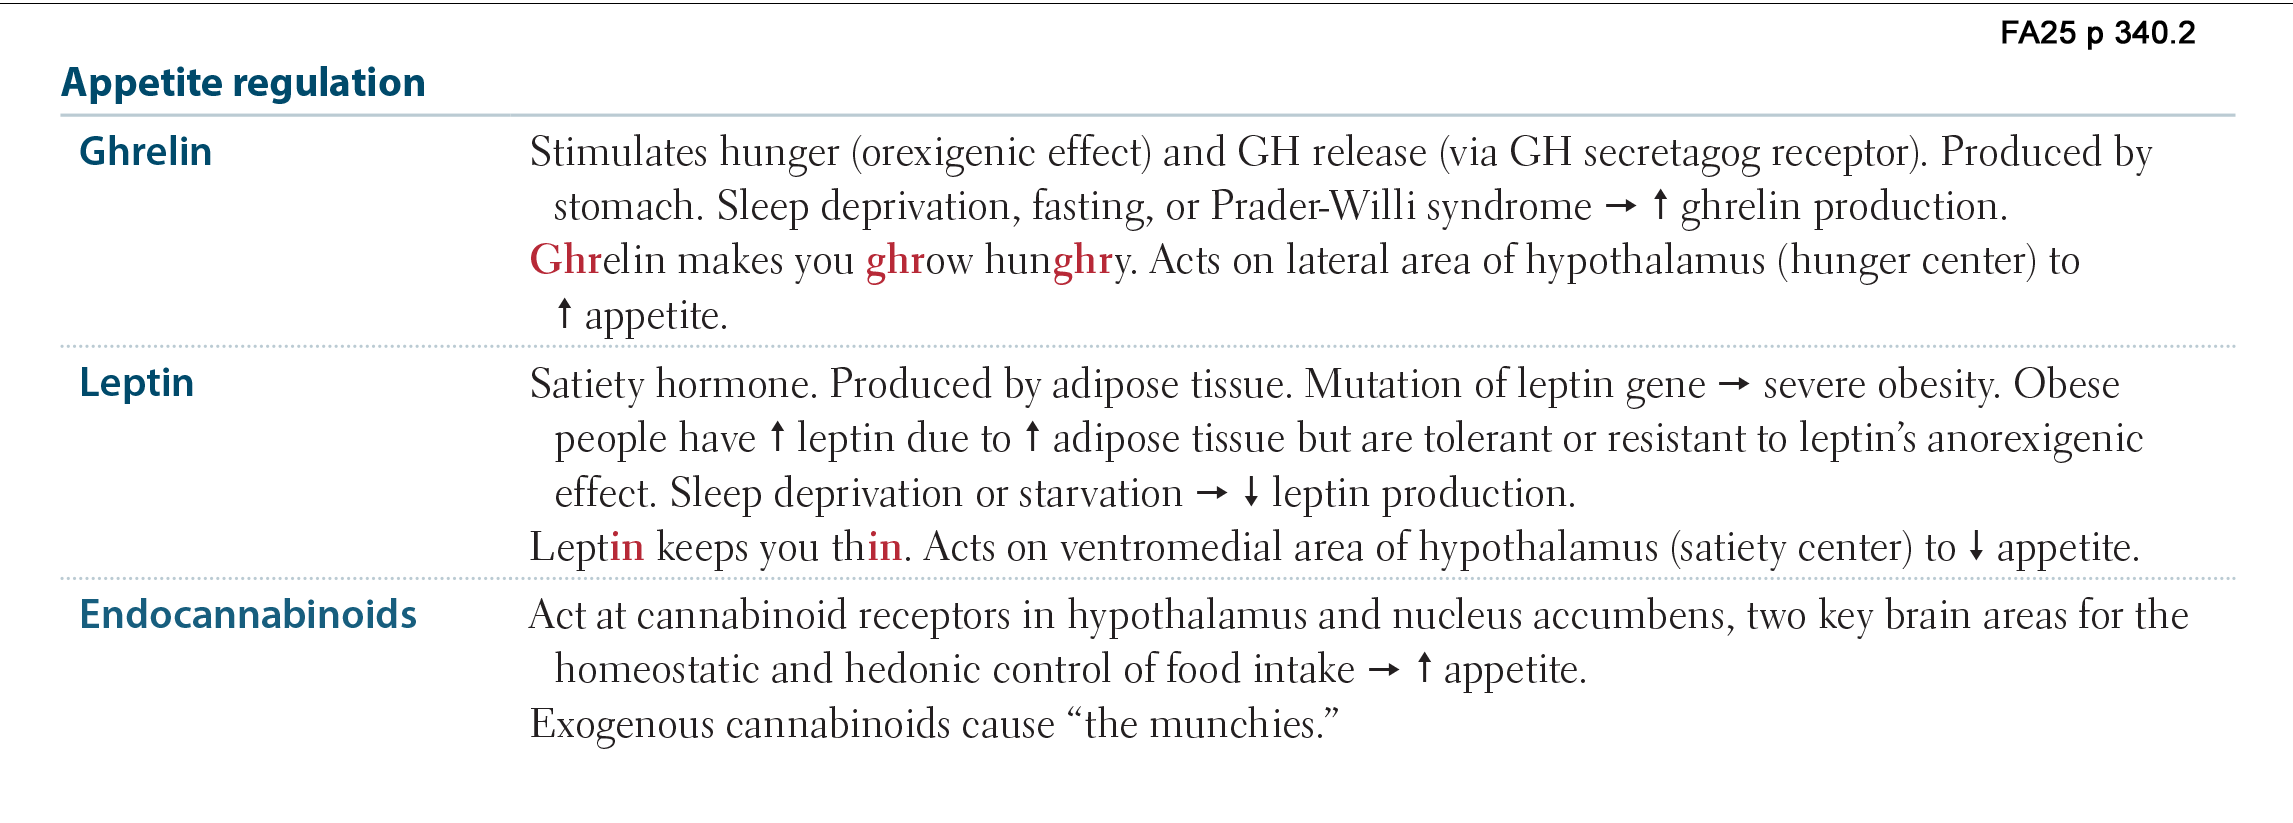 FA25 p 340.2
Appetite regulation
Ghrelin
Stimulates hunger (orexigenic effect) and GH release (via GH secretagog receptor). Produced by
stomach. Sleep deprivation, fasting, or Prader-Willi syndrome → ↑ ghrelin production.
Ghrelin makes you ghrow hunghry. Acts on lateral area of hypothalamus (hunger center) to
↑ appetite.
Leptin
Satiety hormone. Produced by adipose tissue. Mutation of leptin gene → severe obesity. Obese
people have ↑ leptin due to ↑ adipose tissue but are tolerant or resistant to leptin’s anorexigenic
effect. Sleep deprivation or starvation → ↓ leptin production.
Leptin keeps you thin. Acts on ventromedial area of hypothalamus (satiety center) to ↓ appetite.
Endocannabinoids
Act at cannabinoid receptors in hypothalamus and nucleus accumbens, two key brain areas for the
homeostatic and hedonic control of food intake → ↑ appetite.
Exogenous cannabinoids cause “the munchies.”